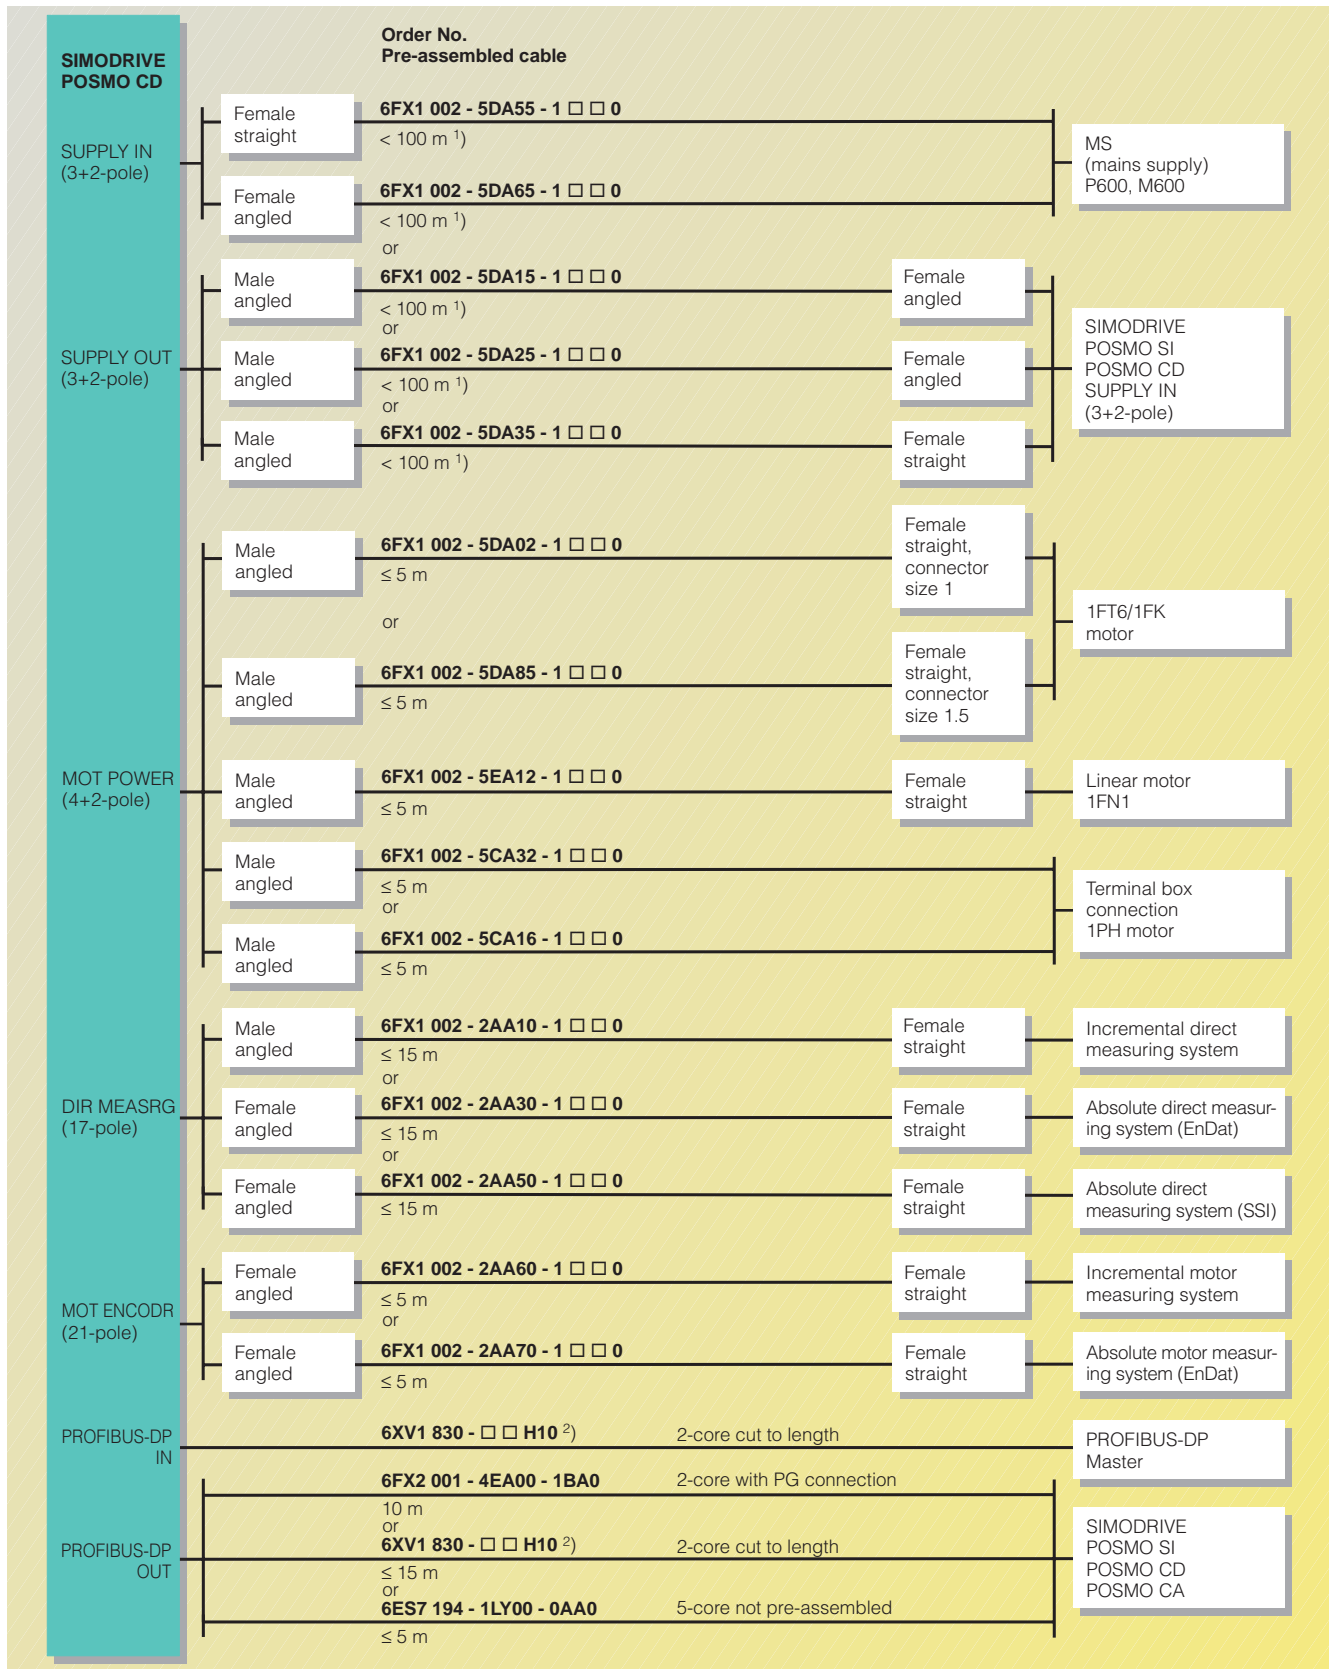 Order No.
Pre-assembled cable
SIMODRIVE
POSMO CD
SUPPLY IN
(3+2-pole)
Female
straight
6FX1 002 - 5DA55 - 1 □ □ 0
< 100 m 1)
MS
(mains supply)
P600, M600
Female
angled
6FX1 002 - 5DA65 - 1 □ □ 0
< 100 m 1)
or
SUPPLY OUT
(3+2-pole)
Male
angled
6FX1 002 - 5DA15 - 1 □ □ 0
< 100 m 1)
or
Female
angled
Male
angled
6FX1 002 - 5DA25 - 1 □ □ 0
< 100 m 1)
or
Female
angled
Male
angled
6FX1 002 - 5DA35 - 1 □ □ 0
< 100 m 1)
Female
straight
SIMODRIVE
POSMO SI
POSMO CD
SUPPLY IN
(3+2-pole)
MOT POWER
(4+2-pole)
Male
angled
6FX1 002 - 5DA02 - 1 □ □ 0
≤ 5 m
or
Female
straight,
connector
size 1
Male
angled
6FX1 002 - 5DA85 - 1 □ □ 0
≤ 5 m
Female
straight,
connector
size 1.5
1FT6/1FK
motor
Male
angled
6FX1 002 - 5EA12 - 1 □ □ 0
≤ 5 m
Female
straight
Linear motor
1FN1
Male
angled
6FX1 002 - 5CA32 - 1 □ □ 0
≤ 5 m
or
Male
angled
6FX1 002 - 5CA16 - 1 □ □ 0
≤ 5 m
Terminal box
connection
1PH motor
DIR MEASRG
(17-pole)
Male
angled
6FX1 002 - 2AA10 - 1 □ □ 0
≤ 15 m
or
Female
straight
Incremental direct
measuring system
Female
angled
6FX1 002 - 2AA30 - 1 □ □ 0
≤ 15 m
or
Female
straight
Absolute direct measur-
ing system (EnDat)
Female
angled
6FX1 002 - 2AA50 - 1 □ □ 0
≤ 15 m
Female
straight
Absolute direct
measuring system (SSI)
MOT ENCODR
(21-pole)
Female
angled
6FX1 002 - 2AA60 - 1 □ □ 0
≤ 5 m
or
Female
straight
Incremental motor
measuring system
Female
angled
6FX1 002 - 2AA70 - 1 □ □ 0
≤ 5 m
Female
straight
Absolute motor measur-
ing system (EnDat)
PROFIBUS-DP
IN
6XV1 830 - □ □ H10 2)
2-core cut to length
PROFIBUS-DP
Master
PROFIBUS-DP
OUT
6FX2 001 - 4EA00 - 1BA0
2-core with PG connection
10 m
or
6XV1 830 - □ □ H10 2)
2-core cut to length
≤ 15 m
or
6ES7 194 - 1LY00 - 0AA0
5-core not pre-assembled
≤ 5 m
SIMODRIVE
POSMO SI
POSMO CD
POSMO CA